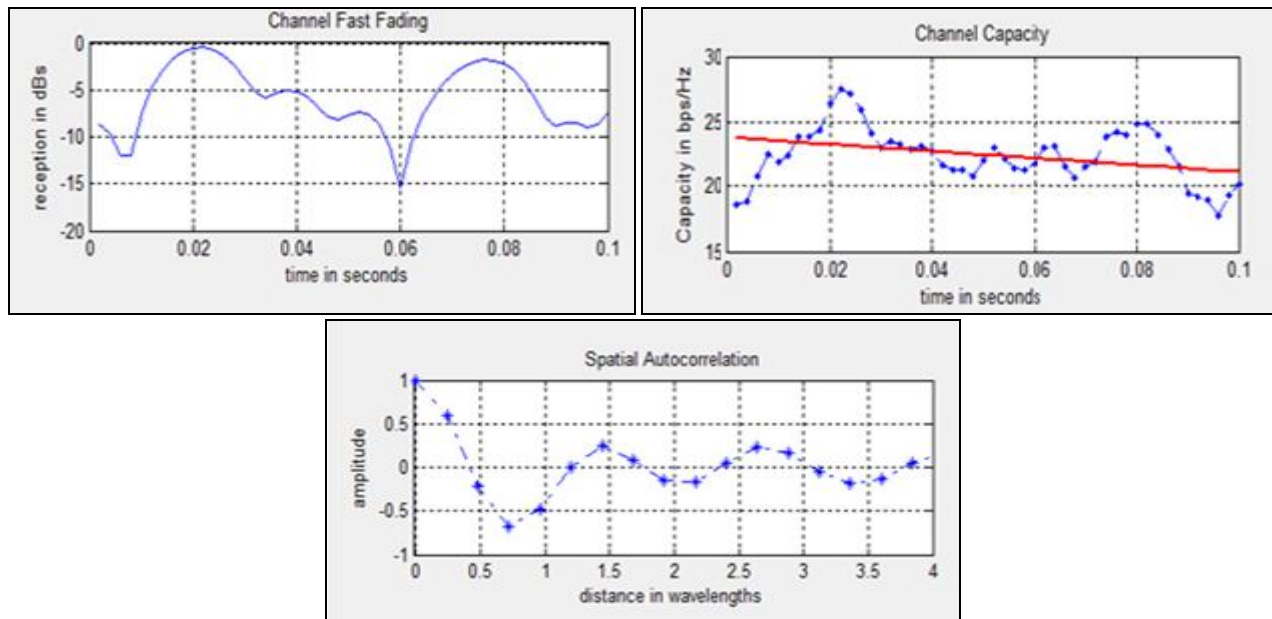 Channel Fast Fading
reception in dBs
0
-5
-10
-15
-20
0 0.02 0.04 0.06 0.08 0.1
time in seconds
Channel Capacity
Capacity in bps/Hz
30
25
20
15
0 0.02 0.04 0.06 0.08 0.1
time in seconds
Spatial Autocorrelation
amplitude
1
0.5
0
-0.5
-1
0 0.5 1 1.5 2 2.5 3 3.5 4
distance in wavelengths